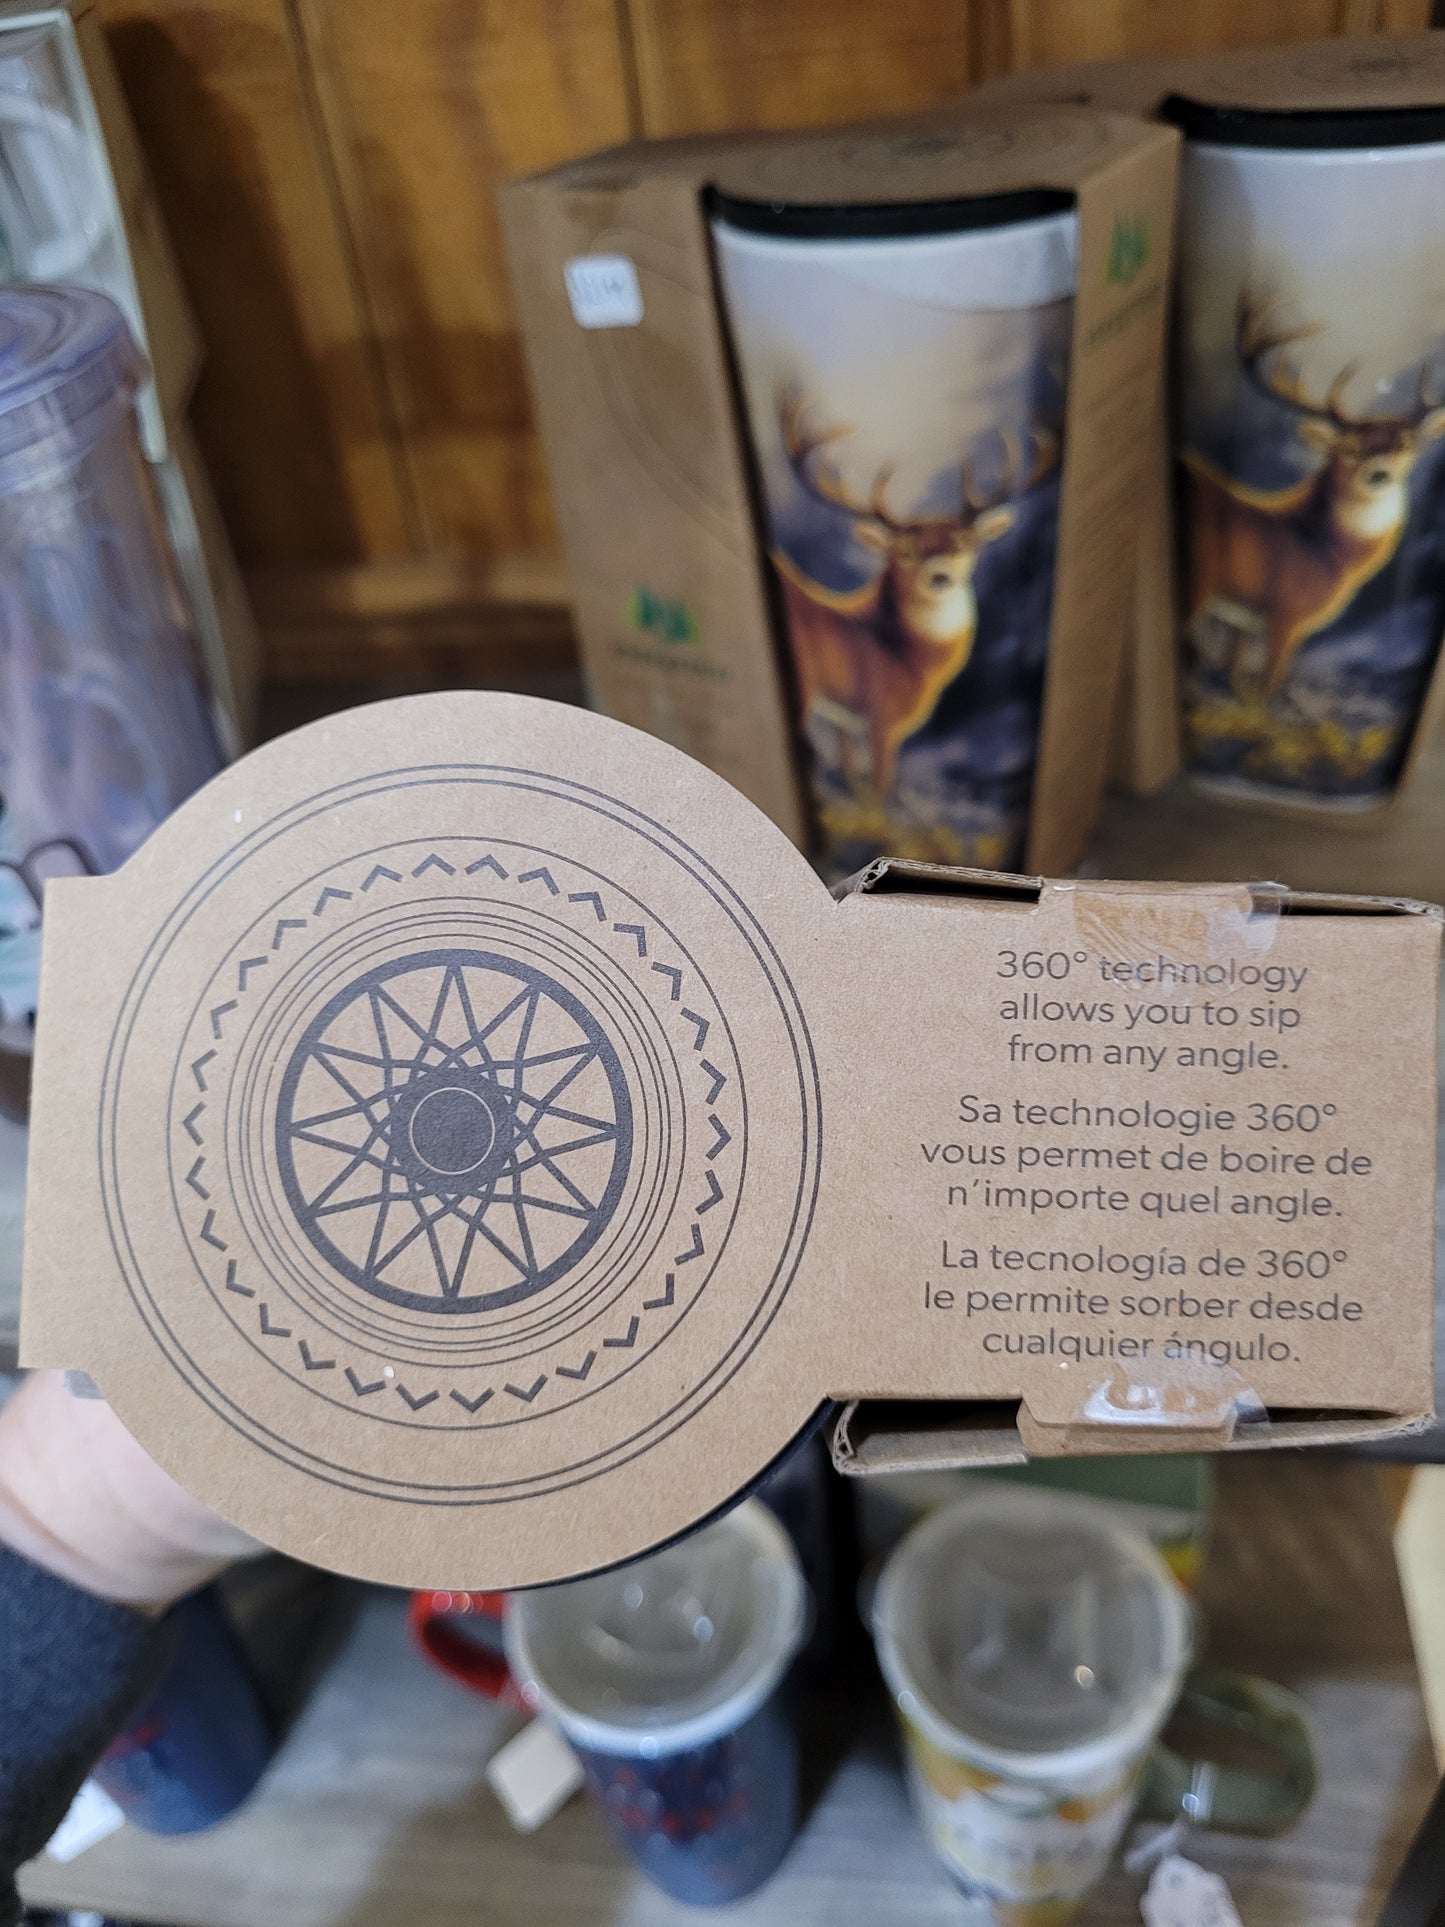 360° technology
allows you to sip
from any angle.
Sa technologie 360°
vous permet de boire de
n'importe quel angle.
La tecnología de 360°
le permite sorber desde
cualquier ángulo.